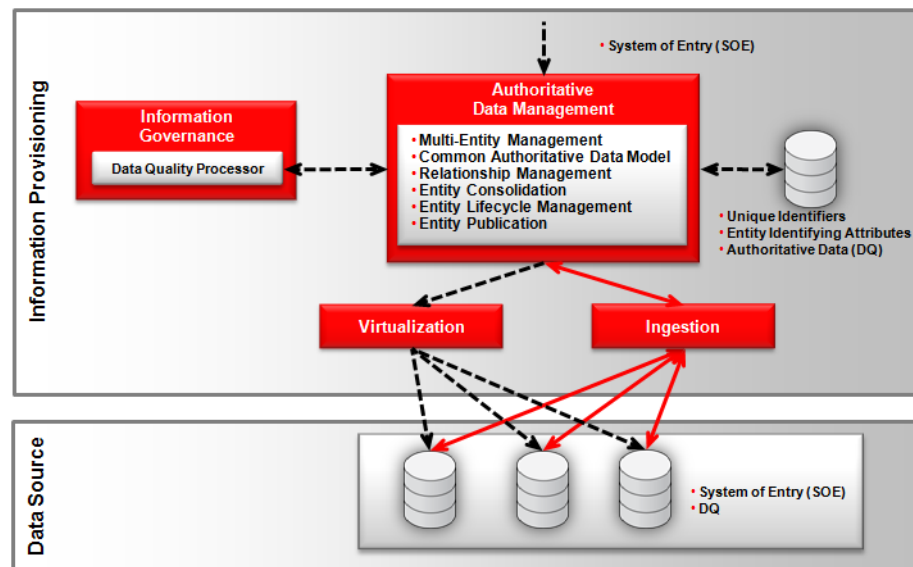 System of Entry (SOE)
Authoritative
Data Management
Multi-Entity Management
Common Authoritative Data Model
Relationship Management
Entity Consolidation
Entity Lifecycle Management
Entity Publication
Information
Governance
Data Quality Processor
Unique Identifiers
Entity Identifying Attributes
Authoritative Data (DQ)
Virtualization
Ingestion
Information Provisioning
System of Entry (SOE)
DQ
Data Source